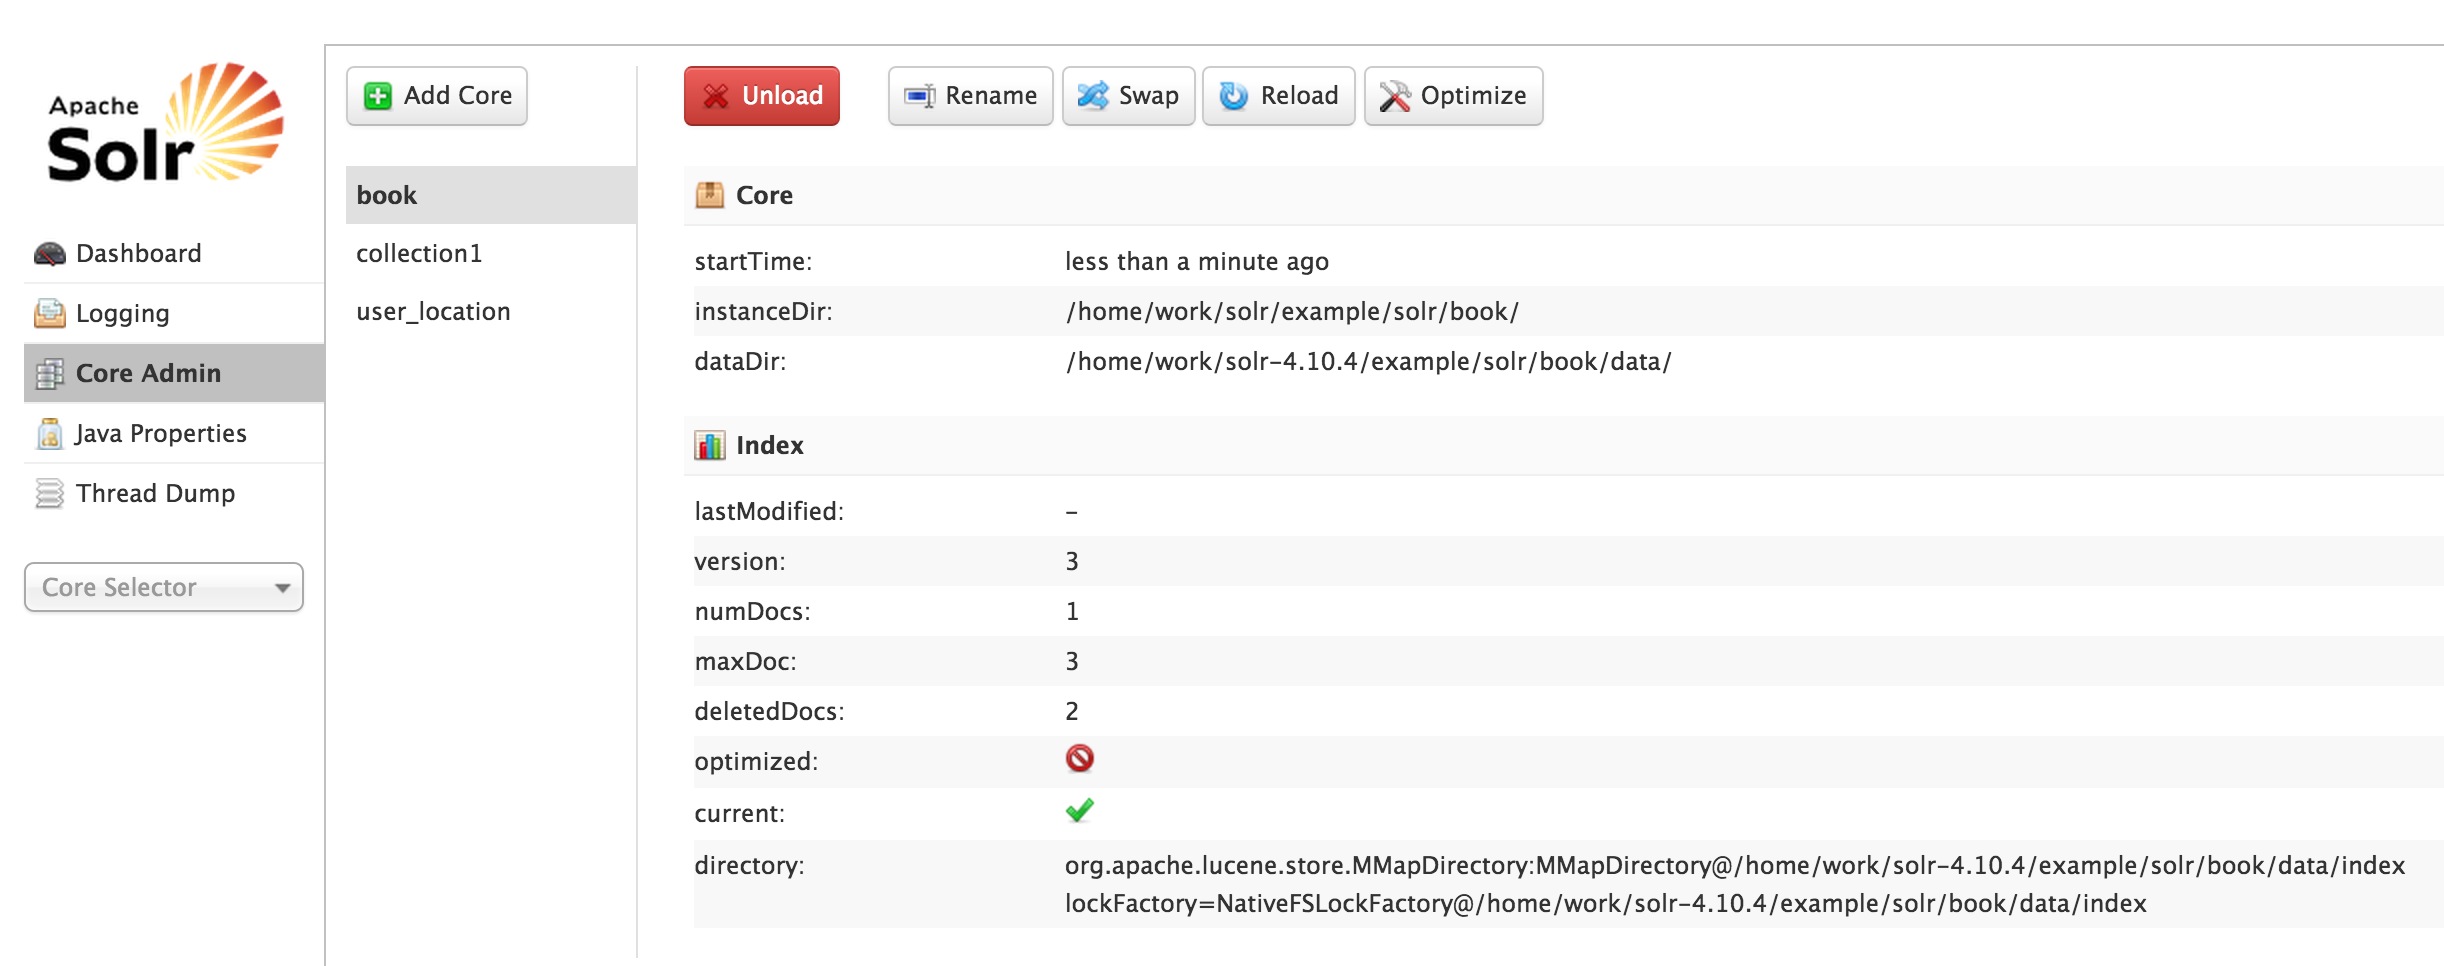 Apache
Solr
Dashboard
Logging
Core Admin
Java Properties
Thread Dump
Core Selector
Add Core
book
collection1
user_location
Unload Rename Swap Reload Optimize
Core
startTime: less than a minute ago
instanceDir: /home/work/solr/example/solr/book/
dataDir: /home/work/solr-4.10.4/example/solr/book/data/
Index
lastModified: -
version: 3
numDocs: 1
maxDoc: 3
deletedDocs: 2
optimized:
current:
directory: org.apache.lucene.store.MMapDirectory:MMapDirectory@/home/work/solr-4.10.4/example/solr/book/data/index
lockFactory=NativeFSLockFactory@/home/work/solr-4.10.4/example/solr/book/data/index